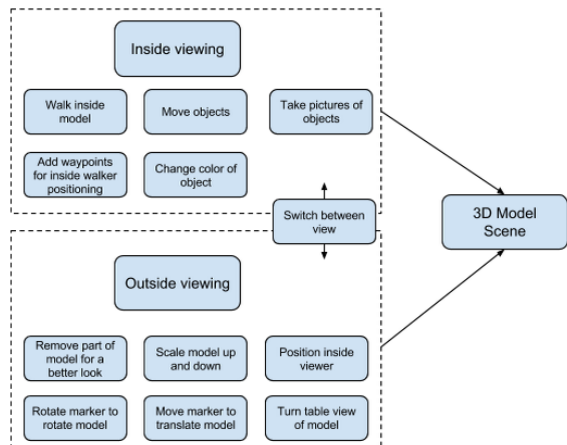 Inside viewing
Walk inside
model
Move objects
Take pictures of
objects
Add waypoints
for inside walker
positioning
Change color of
object
Switch between
view
3D Model
Scene
Outside viewing
Remove part of
model for a
better look
Scale model up
and down
Position inside
viewer
Rotate marker to
rotate model
Move marker to
translate model
Turn table view
of model